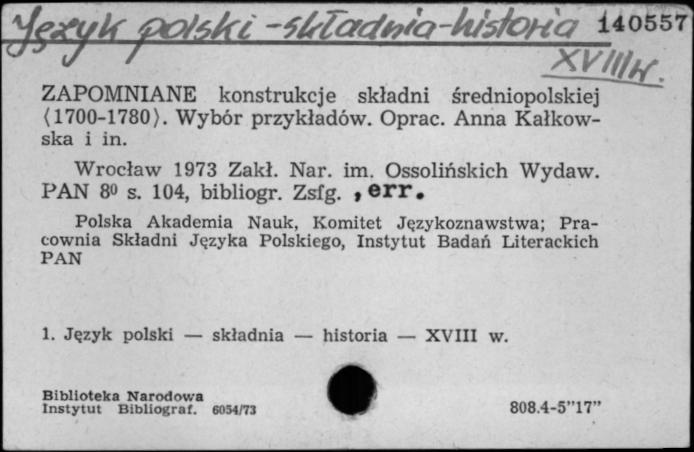 Język polski - składnia - historia 140557
XVIII w.
ZAPOMNIANE konstrukcje składni średniopolskiej
⟨1700-1780⟩. Wybór przykładów. Oprac. Anna Kałkow-
ska i in.
Wrocław 1973 Zakł. Nar. im. Ossolińskich Wydaw.
PAN 8⁰ s. 104, bibliogr. Zsfg. , err.
Polska Akademia Nauk, Komitet Językoznawstwa; Pra-
cownia Składni Języka Polskiego, Instytut Badań Literackich
PAN
1. Język polski — składnia — historia — XVIII w.
Biblioteka Narodowa
Instytut Bibliograf. 6054/73
808.4-5”17”